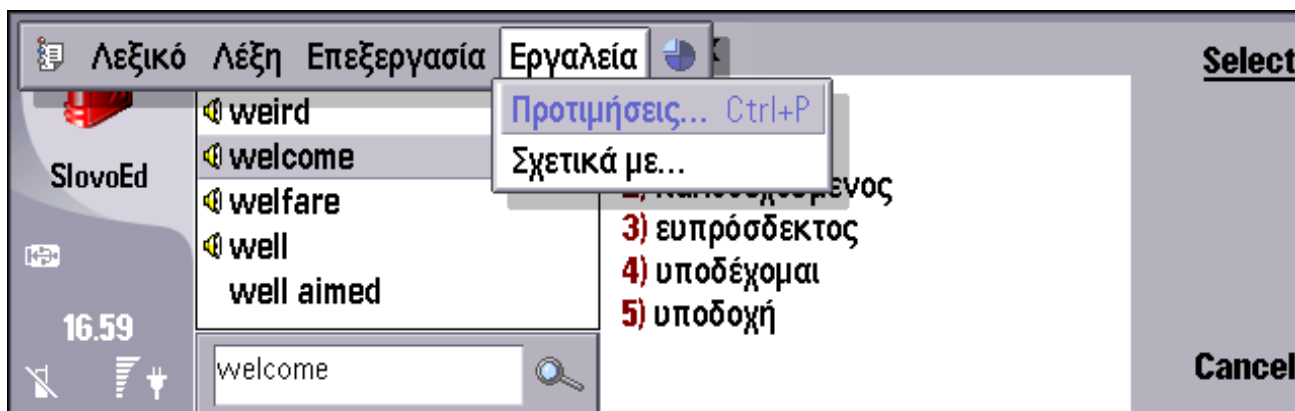 Λεξικό Λέξη Επεξεργασία Εργαλεία
Select
Προτιμήσεις... Ctrl+P
Σχετικά με...
SlovoEd
weird
welcome
welfare
well
well aimed
3) ευπρόσδεκτος
4) υποδέχομαι
5) υποδοχή
16.59
welcome
Cancel